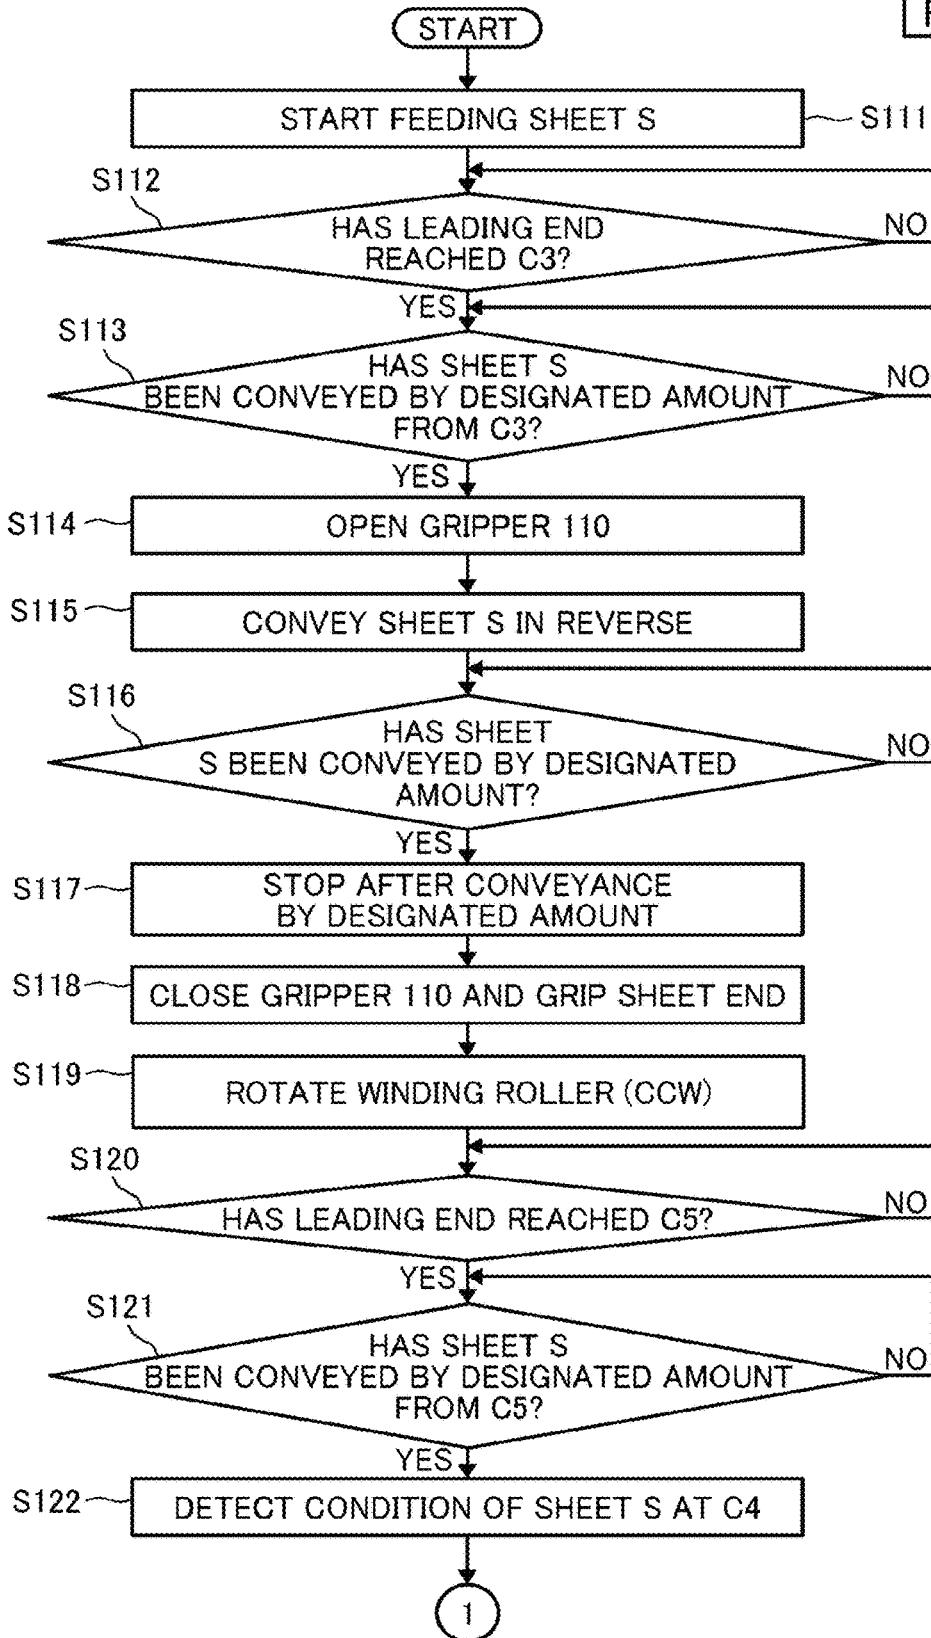 START
START FEEDING SHEET S
S111
S112
HAS LEADING END
REACHED C3?
NO
YES
S113
HAS SHEET S
BEEN CONVEYED BY DESIGNATED AMOUNT
FROM C3?
NO
YES
S114
OPEN GRIPPER 110
S115
CONVEY SHEET S IN REVERSE
S116
HAS SHEET
S BEEN CONVEYED BY DESIGNATED
AMOUNT?
NO
YES
S117
STOP AFTER CONVEYANCE
BY DESIGNATED AMOUNT
S118
CLOSE GRIPPER 110 AND GRIP SHEET END
S119
ROTATE WINDING ROLLER (CCW)
S120
HAS LEADING END REACHED C5?
NO
YES
S121
HAS SHEET S
BEEN CONVEYED BY DESIGNATED AMOUNT
FROM C5?
NO
YES
S122
DETECT CONDITION OF SHEET S AT C4
1